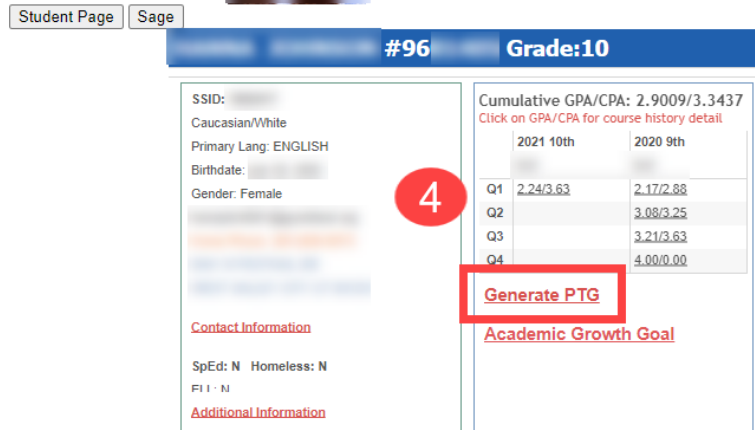 Student Page Sage
#96 Grade:10
SSID:
Caucasian/White
Primary Lang: ENGLISH
Birthdate:
Gender: Female
Contact Information
SpEd: N Homeless: N
ELL: N
Additional Information
4
Cumulative GPA/CPA: 2.9009/3.3437
Click on GPA/CPA for course history detail
2021 10th 2020 9th
Q1 2.24/3.63 2.17/2.88
Q2 3.08/3.25
Q3 3.21/3.63
Q4 4.00/0.00
Generate PTG
Academic Growth Goal